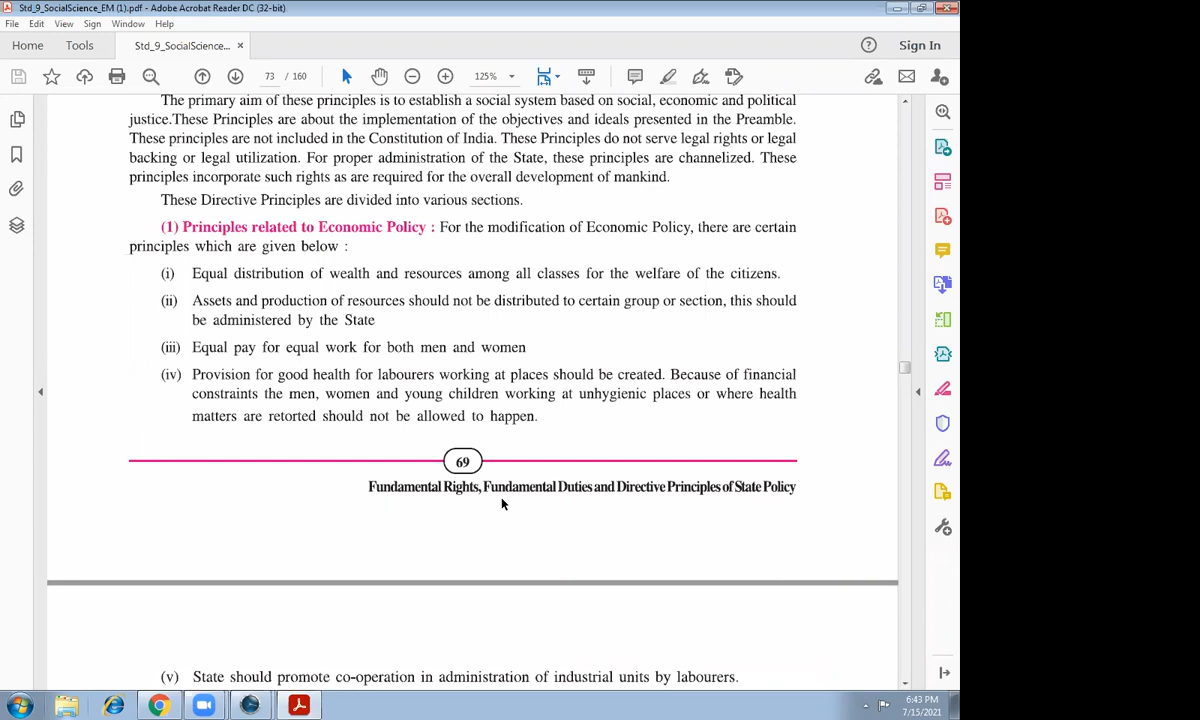 Std_9_SocialScience_EM (1).pdf - Adobe Acrobat Reader DC (32-bit)
File Edit View Sign Window Help
Home Tools Std_9_SocialScience... × ? Sign In
73 / 160 125%
The primary aim of these principles is to establish a social system based on social, economic and political
justice.These Principles are about the implementation of the objectives and ideals presented in the Preamble.
These principles are not included in the Constitution of India. These Principles do not serve legal rights or legal
backing or legal utilization. For proper administration of the State, these principles are channelized. These
principles incorporate such rights as are required for the overall development of mankind.
These Directive Principles are divided into various sections.
(1) Principles related to Economic Policy : For the modification of Economic Policy, there are certain
principles which are given below :
(i) Equal distribution of wealth and resources among all classes for the welfare of the citizens.
(ii) Assets and production of resources should not be distributed to certain group or section, this should
be administered by the State
(iii) Equal pay for equal work for both men and women
(iv) Provision for good health for labourers working at places should be created. Because of financial
constraints the men, women and young children working at unhygienic places or where health
matters are retorted should not be allowed to happen.
69
Fundamental Rights, Fundamental Duties and Directive Principles of State Policy
(v) State should promote co-operation in administration of industrial units by labourers.
6:43 PM
7/15/2021